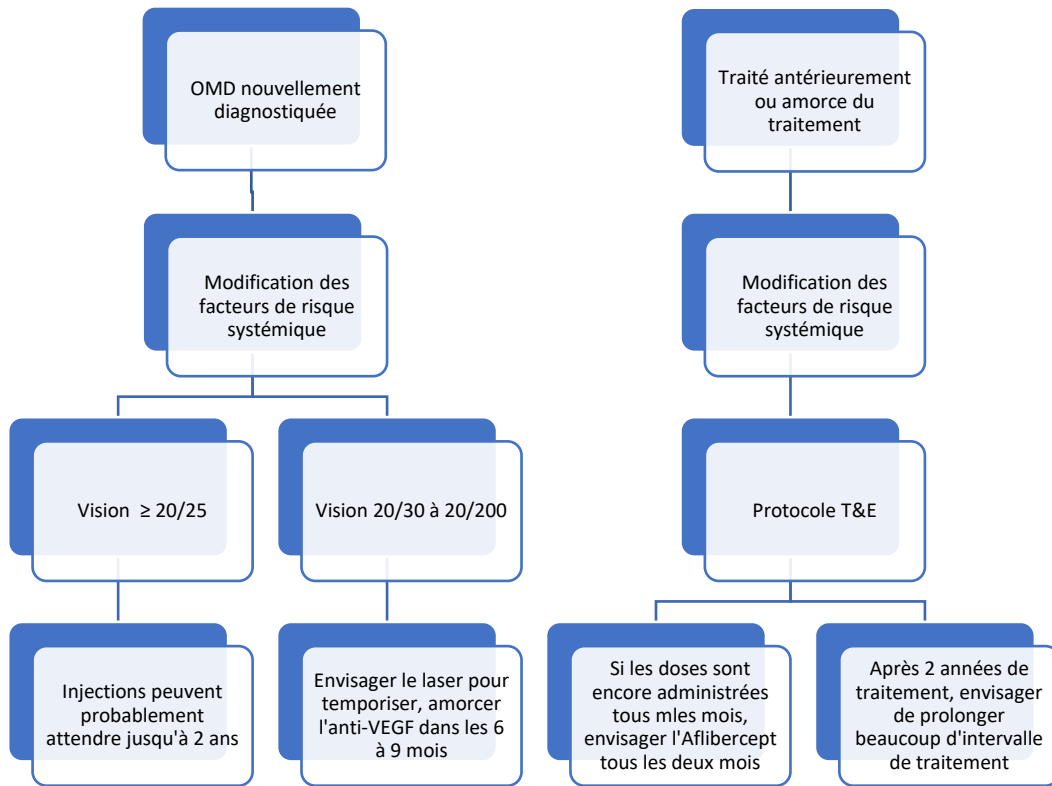 OMD nouvellement
diagnostiquée
Traité antérieurement
ou amorce du
traitement
Modification des
facteurs de risque
systémique
Modification des
facteurs de risque
systémique
Vision ≥ 20/25
Vision 20/30 à 20/200
Protocole T&E
Injections peuvent
probablement
attendre jusqu'à 2 ans
Envisager le laser pour
temporiser, amorcer
l'anti-VEGF dans les 6
à 9 mois
Si les doses sont
encore administrées
tous mles mois,
envisager l'Aflibercept
tous les deux mois
Après 2 années de
traitement, envisager
de prolonger
beaucoup d'intervalle
de traitement